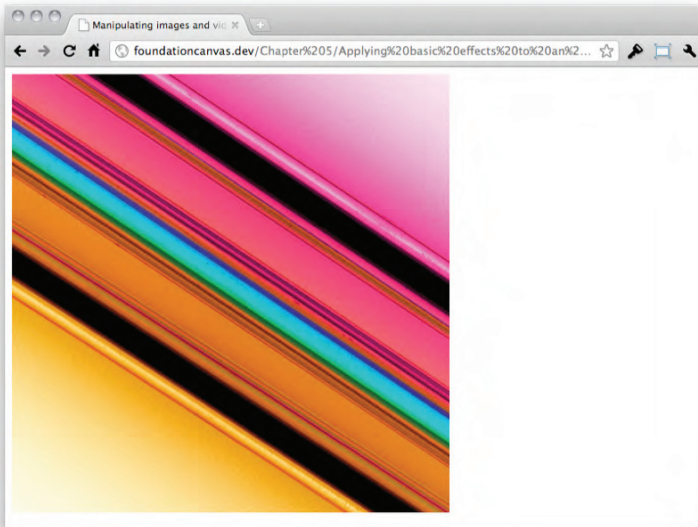 Manipulating images and vic
foundationcanvas.dev/Chapter%205/Applying%20basic%20effects%20to%20an%2...